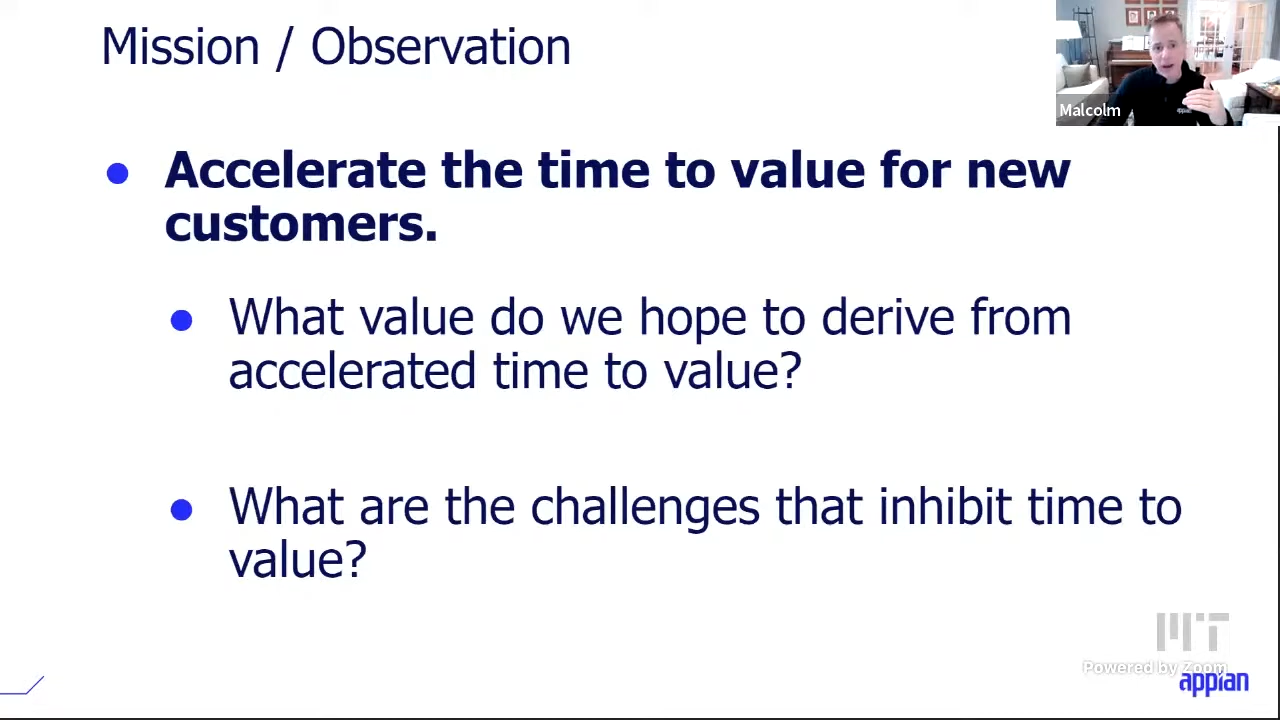 Mission / Observation
Malcolm
Accelerate the time to value for new
customers.
What value do we hope to derive from
accelerated time to value?
What are the challenges that inhibit time to
value?
MIT
Powered by Zoom
appian